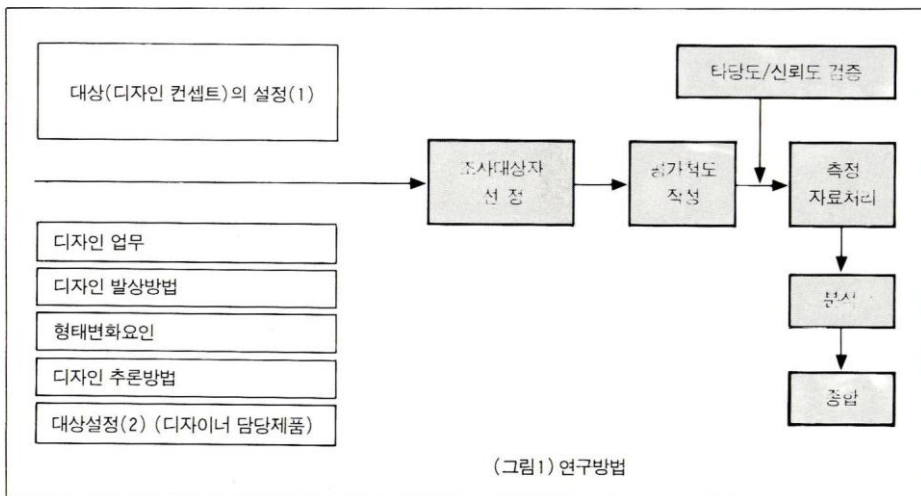 대상(디자인 컨셉트)의 설정(1)
타당도/신뢰도 검증
조사대상자
선 정
평가척도
작성
측정
자료처리
디자인 업무
디자인 발상방법
형태변화요인
디자인 추론방법
대상설정(2) (디자이너 담당제품)
분석
종합
(그림1) 연구방법